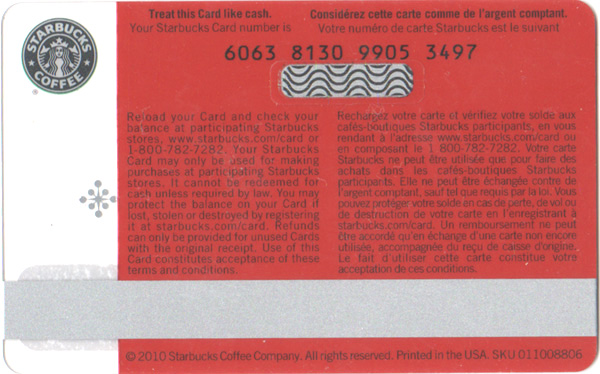 Treat this Card like cash.
Your Starbucks Card number is
Considérez cette carte comme de l'argent comptant.
Votre numéro de carte Starbucks est le suivant
6063 8130 9905 3497
STARBUCKS
COFFEE
®
Reload your Card and check your
balance at participating Starbucks
stores, www.starbucks.com/card or
1-800-782-7282. Your Starbucks
Card may only be used for making
purchases at participating Starbucks
stores. It cannot be redeemed for
cash unless required by law. You may
protect the balance on your Card if
lost, stolen or destroyed by registering
it at starbucks.com/card. Refunds
can only be provided for unused Cards
with the original receipt. Use of this
Card constitutes acceptance of these
terms and conditions.
Rechargez votre carte et vérifiez votre solde aux
cafés-boutiques Starbucks participants, en vous
rendant à l'adresse www.starbucks.com/card ou
en composant le 1 800-782-7282. Votre carte
Starbucks ne peut être utilisée que pour faire des
achats dans les cafés-boutiques Starbucks
participants. Elle ne peut être échangée contre de
l'argent comptant, sauf tel que requis par la loi. Vous
pouvez protéger votre solde en cas de perte, de vol ou
de destruction de votre carte en l'enregistrant à
starbucks.com/card. Un remboursement ne peut
être accordé qu'en échange d'une carte non encore
utilisée, accompagnée du reçu de caisse d'origine.
Le fait d'utiliser cette carte constitue votre
acceptation de ces conditions.
© 2010 Starbucks Coffee Company. All rights reserved. Printed in the USA. SKU 011008806